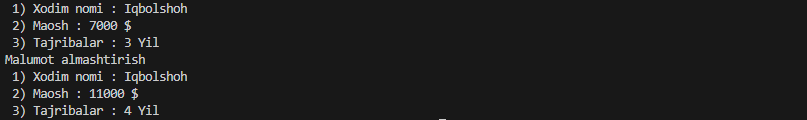 1) Xodim nomi : Iqbolshoh
2) Maosh : 7000 $
3) Tajribalar : 3 Yil
Malumot almashtirish
1) Xodim nomi : Iqbolshoh
2) Maosh : 11000 $
3) Tajribalar : 4 Yil